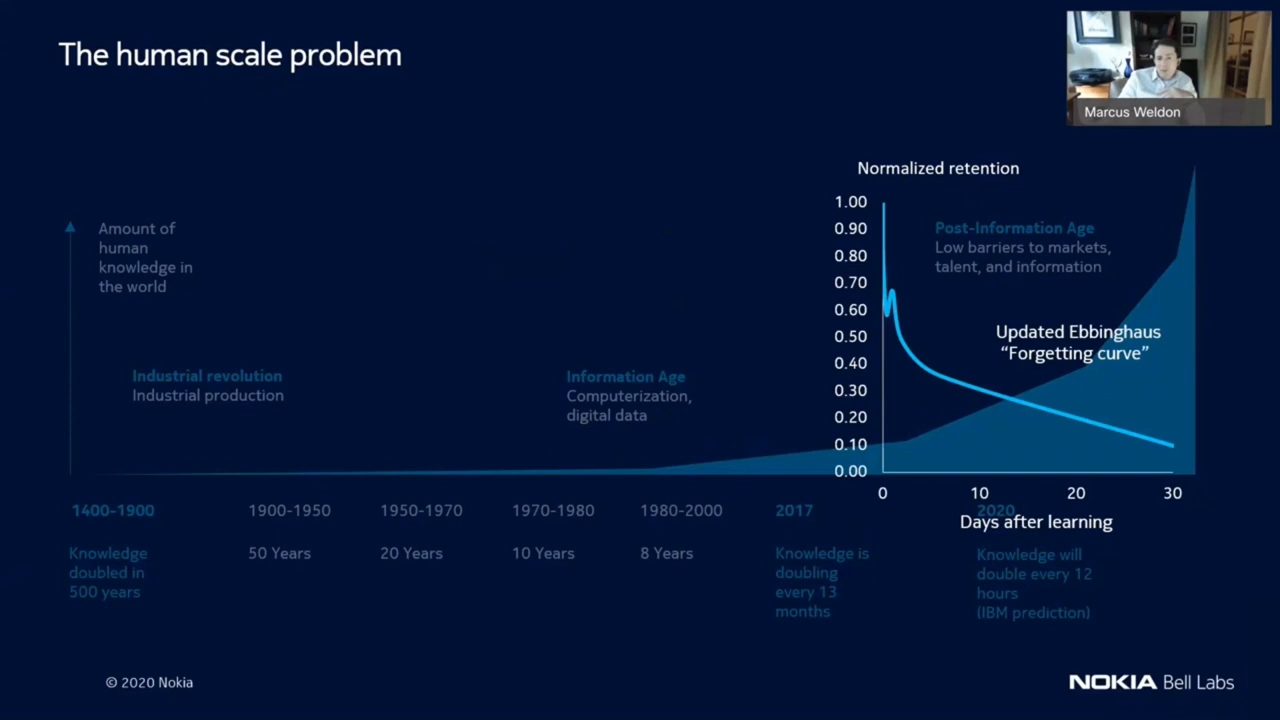 The human scale problem
Marcus Weldon
Normalized retention
1.00
0.90
0.80
0.70
0.60
0.50
0.40
0.30
0.20
0.10
0.00
0 10 20 30
Days after learning
Updated Ebbinghaus
“Forgetting curve”
Amount of
human
knowledge in
the world
Industrial revolution
Industrial production
Information Age
Computerization,
digital data
Post-Information Age
Low barriers to markets,
talent, and information
1400-1900
Knowledge
doubled in
500 years
1900-1950
50 Years
1950-1970
20 Years
1970-1980
10 Years
1980-2000
8 Years
2017
Knowledge is
doubling
every 13
months
2020
Knowledge will
double every 12
hours
(IBM prediction)
© 2020 Nokia
NOKIA Bell Labs